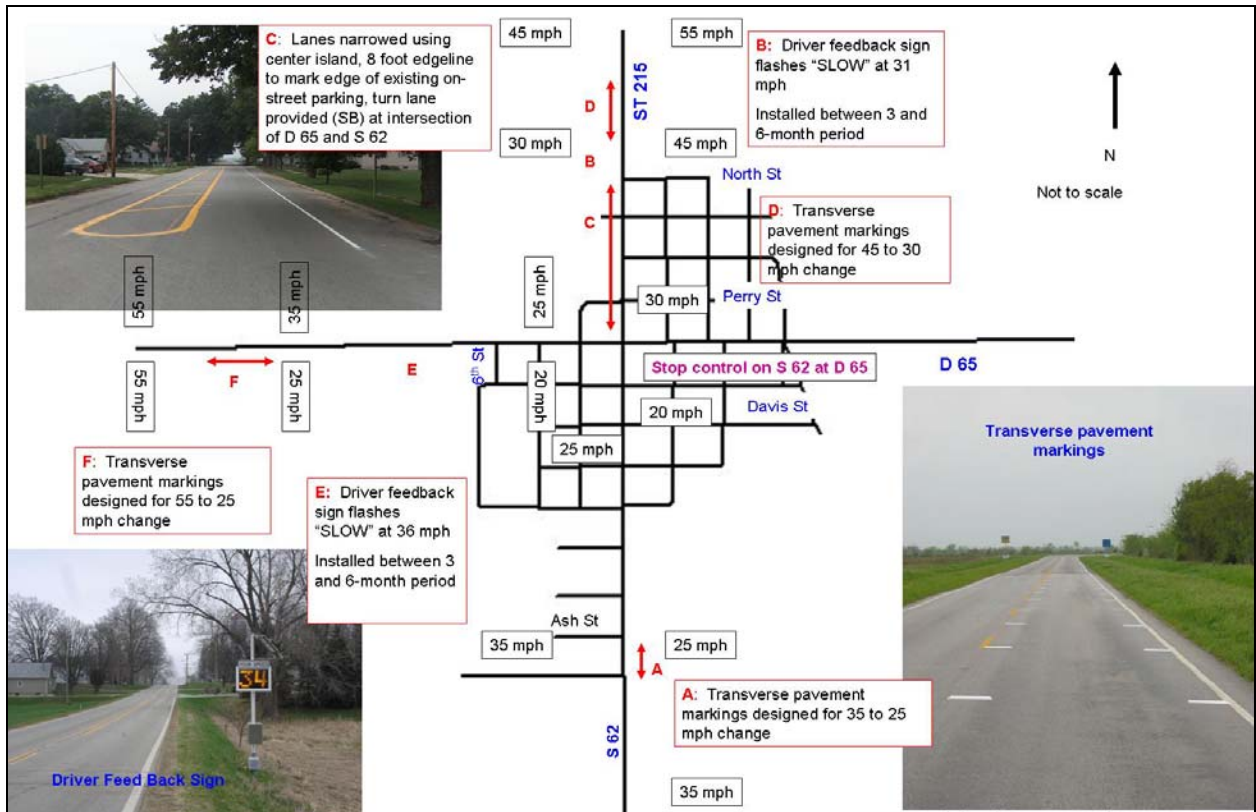 C: Lanes narrowed using
center island, 8 foot edgeline
to mark edge of existing on-
street parking, turn lane
provided (SB) at intersection
of D 65 and S 62
45 mph
55 mph
ST 215
B: Driver feedback sign
flashes “SLOW” at 31
mph
Installed between 3 and
6-month period
N
Not to scale
D
30 mph
45 mph
B
North St
C
D: Transverse
pavement markings
designed for 45 to 30
mph change
55 mph
35 mph
25 mph
30 mph
Perry St
F
E
6th St
Stop control on S 62 at D 65
D 65
55 mph
25 mph
20 mph
20 mph
Davis St
25 mph
Transverse pavement
markings
F: Transverse
pavement markings
designed for 55 to 25
mph change
E: Driver feedback
sign flashes
“SLOW” at 36 mph
Installed between 3
and 6-month period
Ash St
35 mph
25 mph
A
34
A: Transverse pavement
markings designed for 35 to 25
mph change
S 62
Driver Feed Back Sign
35 mph